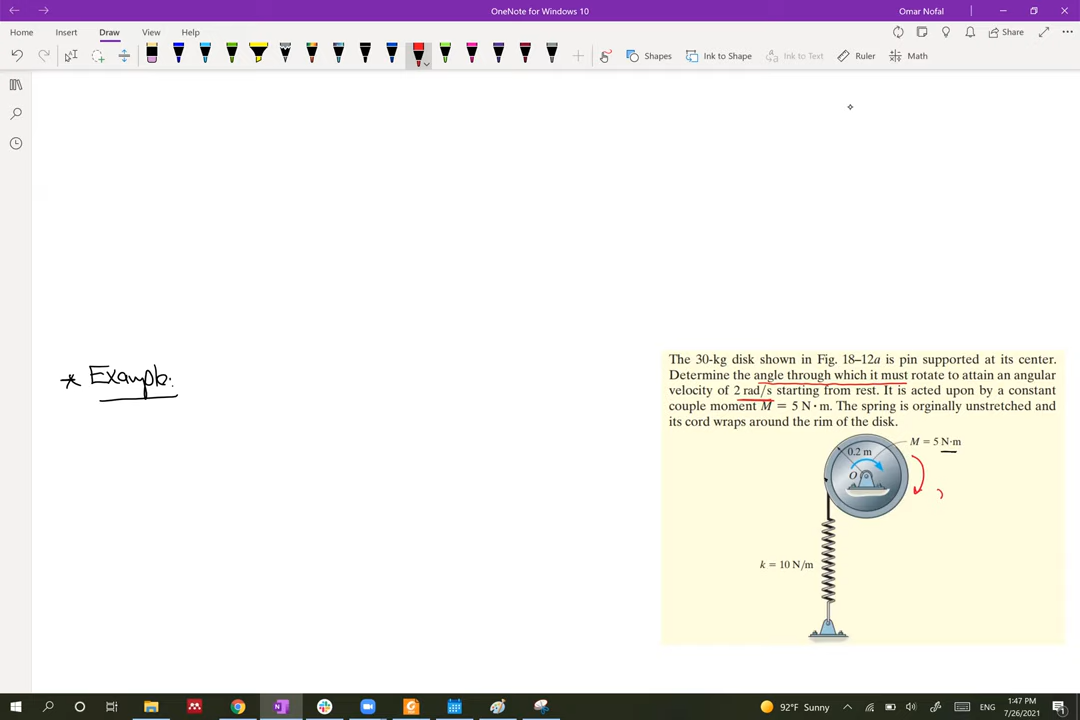 OneNote for Windows 10
Omar Nofal
Home Insert Draw View Help
Share
Shapes Ink to Shape Ink to Text Ruler Math
* Example:
The 30-kg disk shown in Fig. 18–12a is pin supported at its center.
Determine the angle through which it must rotate to attain an angular
velocity of 2 rad/s starting from rest. It is acted upon by a constant
couple moment M = 5 N·m. The spring is orginally unstretched and
its cord wraps around the rim of the disk.
M = 5 N·m
0.2 m
O
k = 10 N/m
92°F Sunny
ENG
1:47 PM
7/26/2021
1